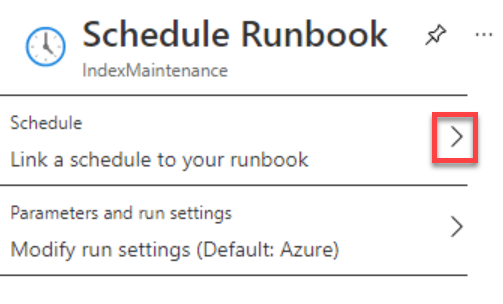 Schedule Runbook
IndexMaintenance
Schedule
Link a schedule to your runbook
Parameters and run settings
Modify run settings (Default: Azure)